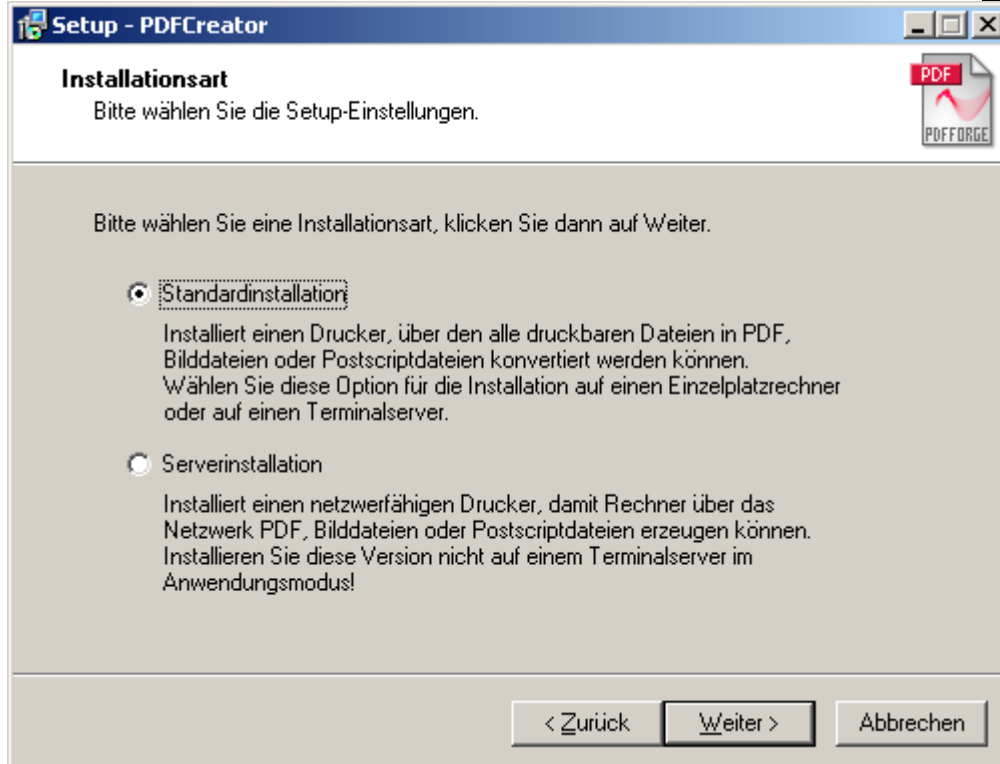 Setup - PDFCreator
Installationsart
Bitte wählen Sie die Setup-Einstellungen.
PDF
PDFFORGE
Bitte wählen Sie eine Installationsart, klicken Sie dann auf Weiter.
Standardinstallation
Installiert einen Drucker, über den alle druckbaren Dateien in PDF,
Bilddateien oder Postscriptdateien konvertiert werden können.
Wählen Sie diese Option für die Installation auf einen Einzelplatzrechner
oder auf einen Terminalserver.
Serverinstallation
Installiert einen netzwerfähigen Drucker, damit Rechner über das
Netzwerk PDF, Bilddateien oder Postscriptdateien erzeugen können.
Installieren Sie diese Version nicht auf einem Terminalserver im
Anwendungsmodus!
< Zurück
Weiter >
Abbrechen